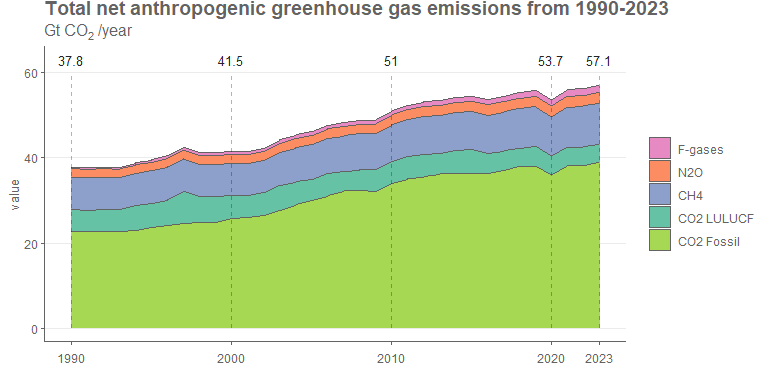 Total net anthropogenic greenhouse gas emissions from 1990-2023
Gt CO2 /year
37.8 41.5 51 53.7 57.1
60
40
20
0
value
1990 2000 2010 2020 2023
F-gases
N2O
CH4
CO2 LULUCF
CO2 Fossil